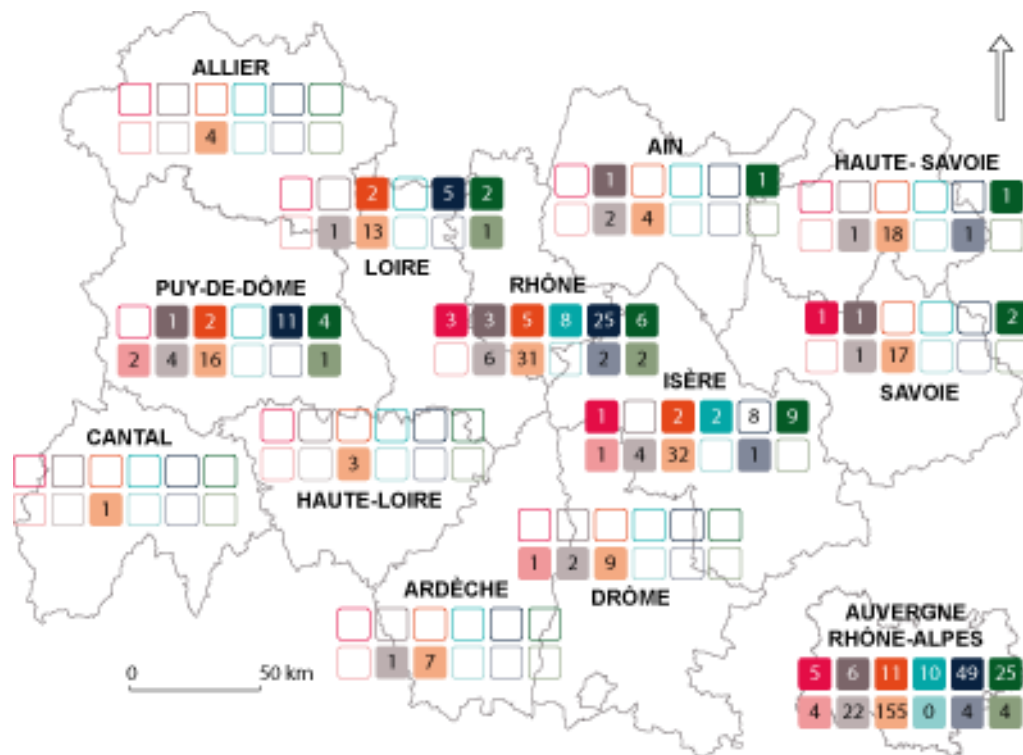 ALLIER
4
AIN
1 1
2 4
HAUTE- SAVOIE
1
1 18 1
2 5 2
1 13 1
LOIRE
PUY-DE-DÔME
1 2 11 4
2 4 16 1
RHÔNE
3 3 5 8 25 6
6 31 2 2
1 1 2
1 17
SAVOIE
ISÈRE
1 2 2 8 9
1 4 32 1
CANTAL
1
3
HAUTE-LOIRE
1 2 9
DRÔME
ARDÈCHE
1 7
0 50 km
AUVERGNE
RHÔNE-ALPES
5 6 11 10 49 25
4 22 155 0 4 4